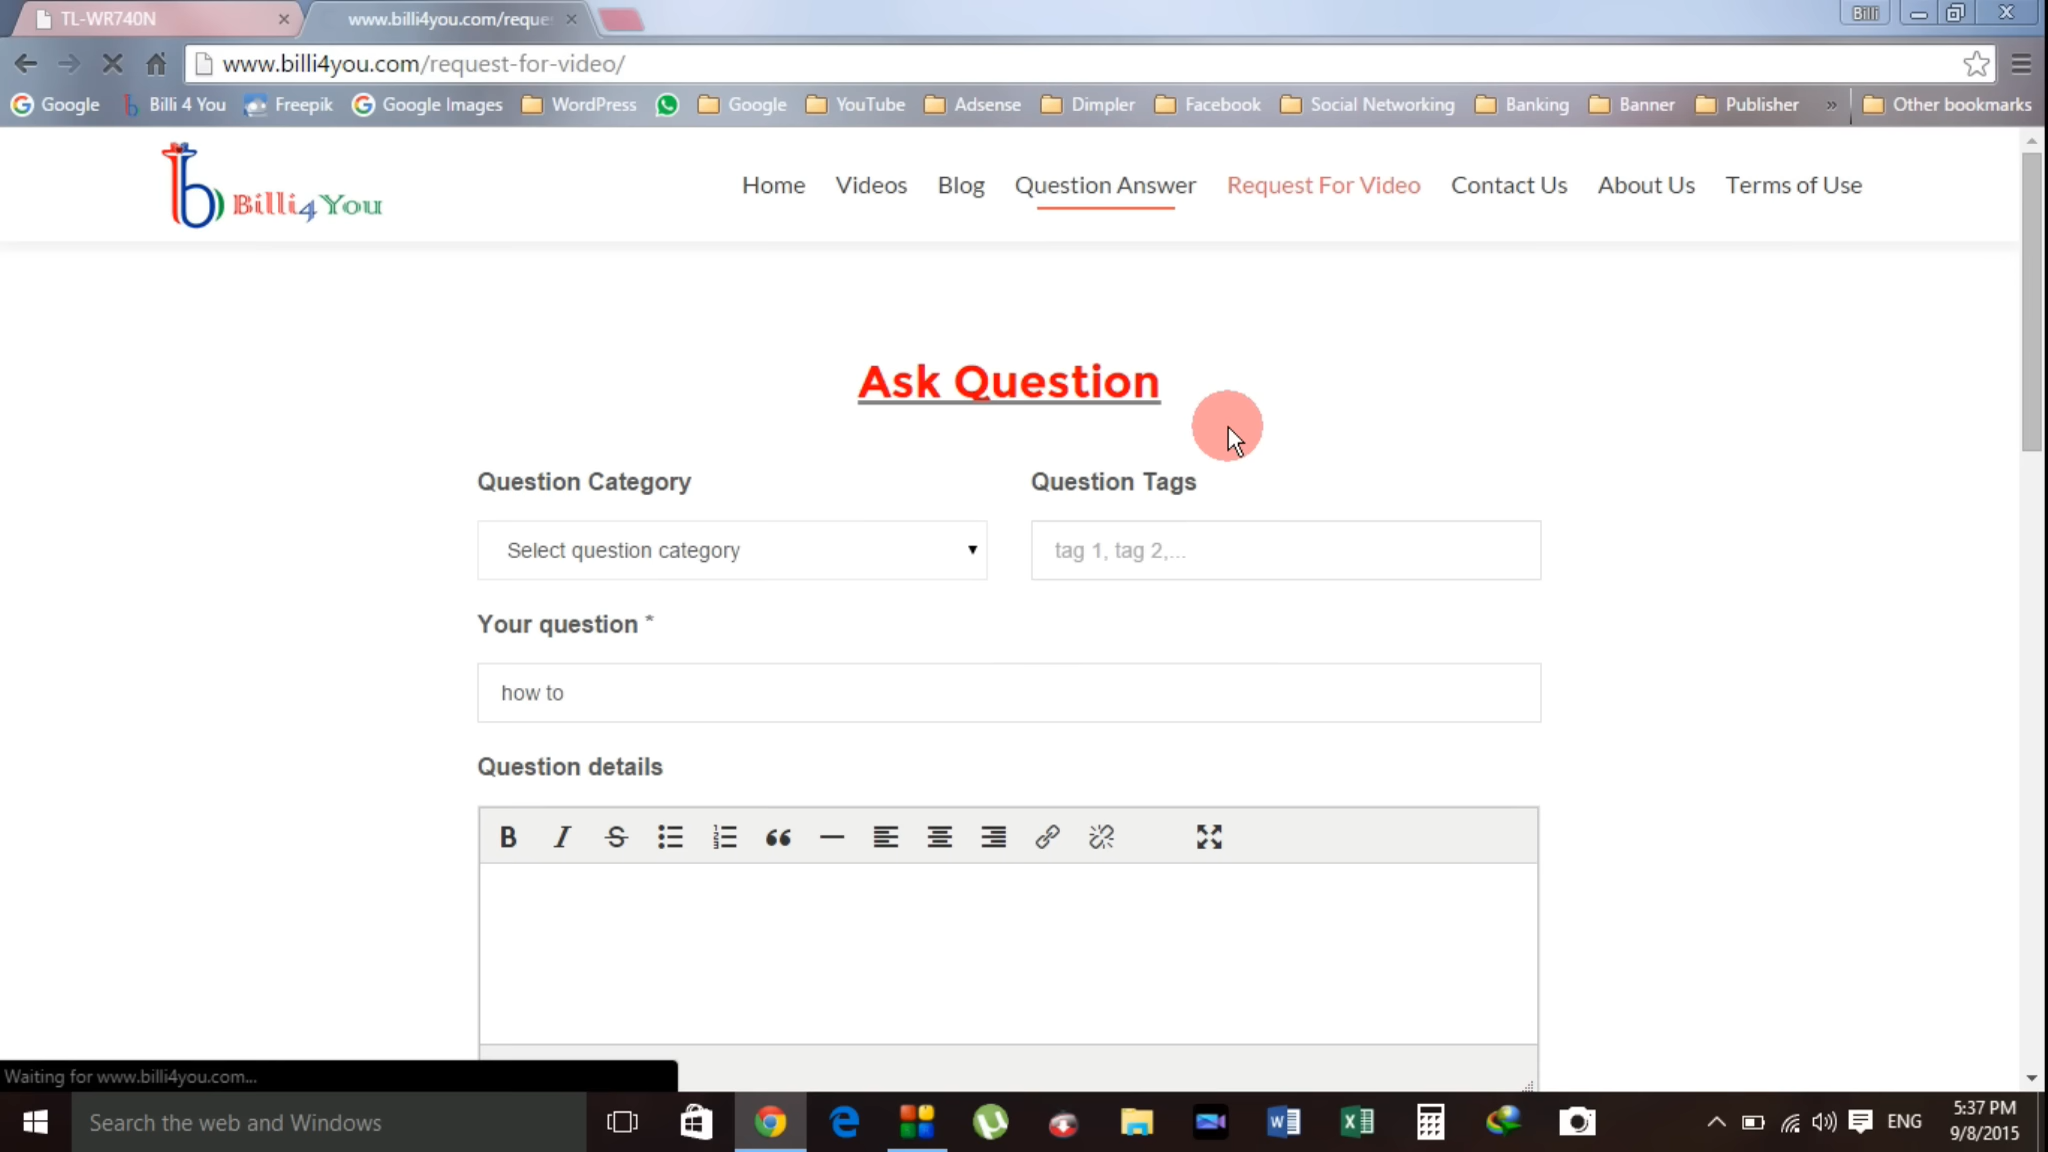 TL-WR740N
www.billi4you.com/reque
Billi
www.billi4you.com/request-for-video/
Google
Billi 4 You
Freepik
Google Images
WordPress
Google
YouTube
Adsense
Dimpler
Facebook
Social Networking
Banking
Banner
Publisher
»
Other bookmarks
Billi4You
Home
Videos
Blog
Question Answer
Request For Video
Contact Us
About Us
Terms of Use
Ask Question
Question Category
Question Tags
Select question category
tag 1, tag 2,...
Your question *
how to
Question details
Waiting for www.billi4you.com...
Search the web and Windows
ENG
5:37 PM
9/8/2015